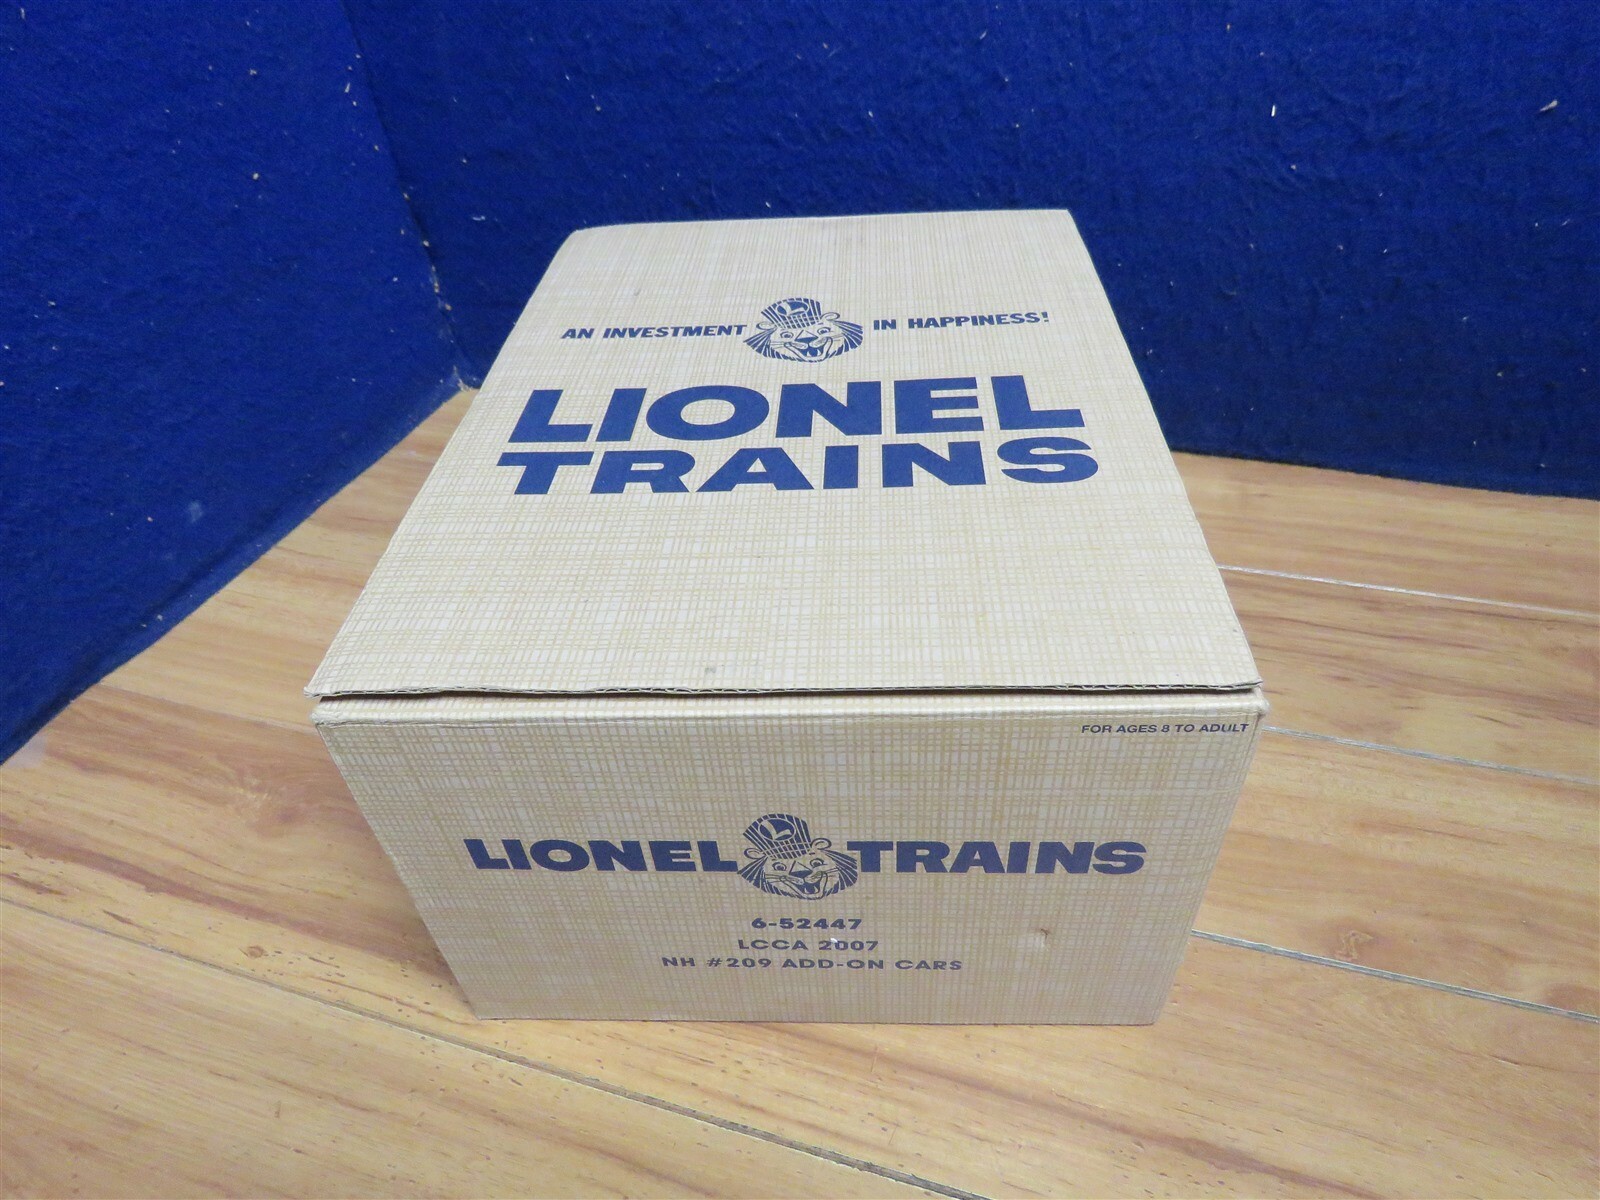 AN INVESTMENT IN HAPPINESS!
LIONEL
TRAINS
FOR AGES 8 TO ADULT
LIONEL TRAINS
6-52447
LCCA 2007
NH #209 ADD-ON CARS